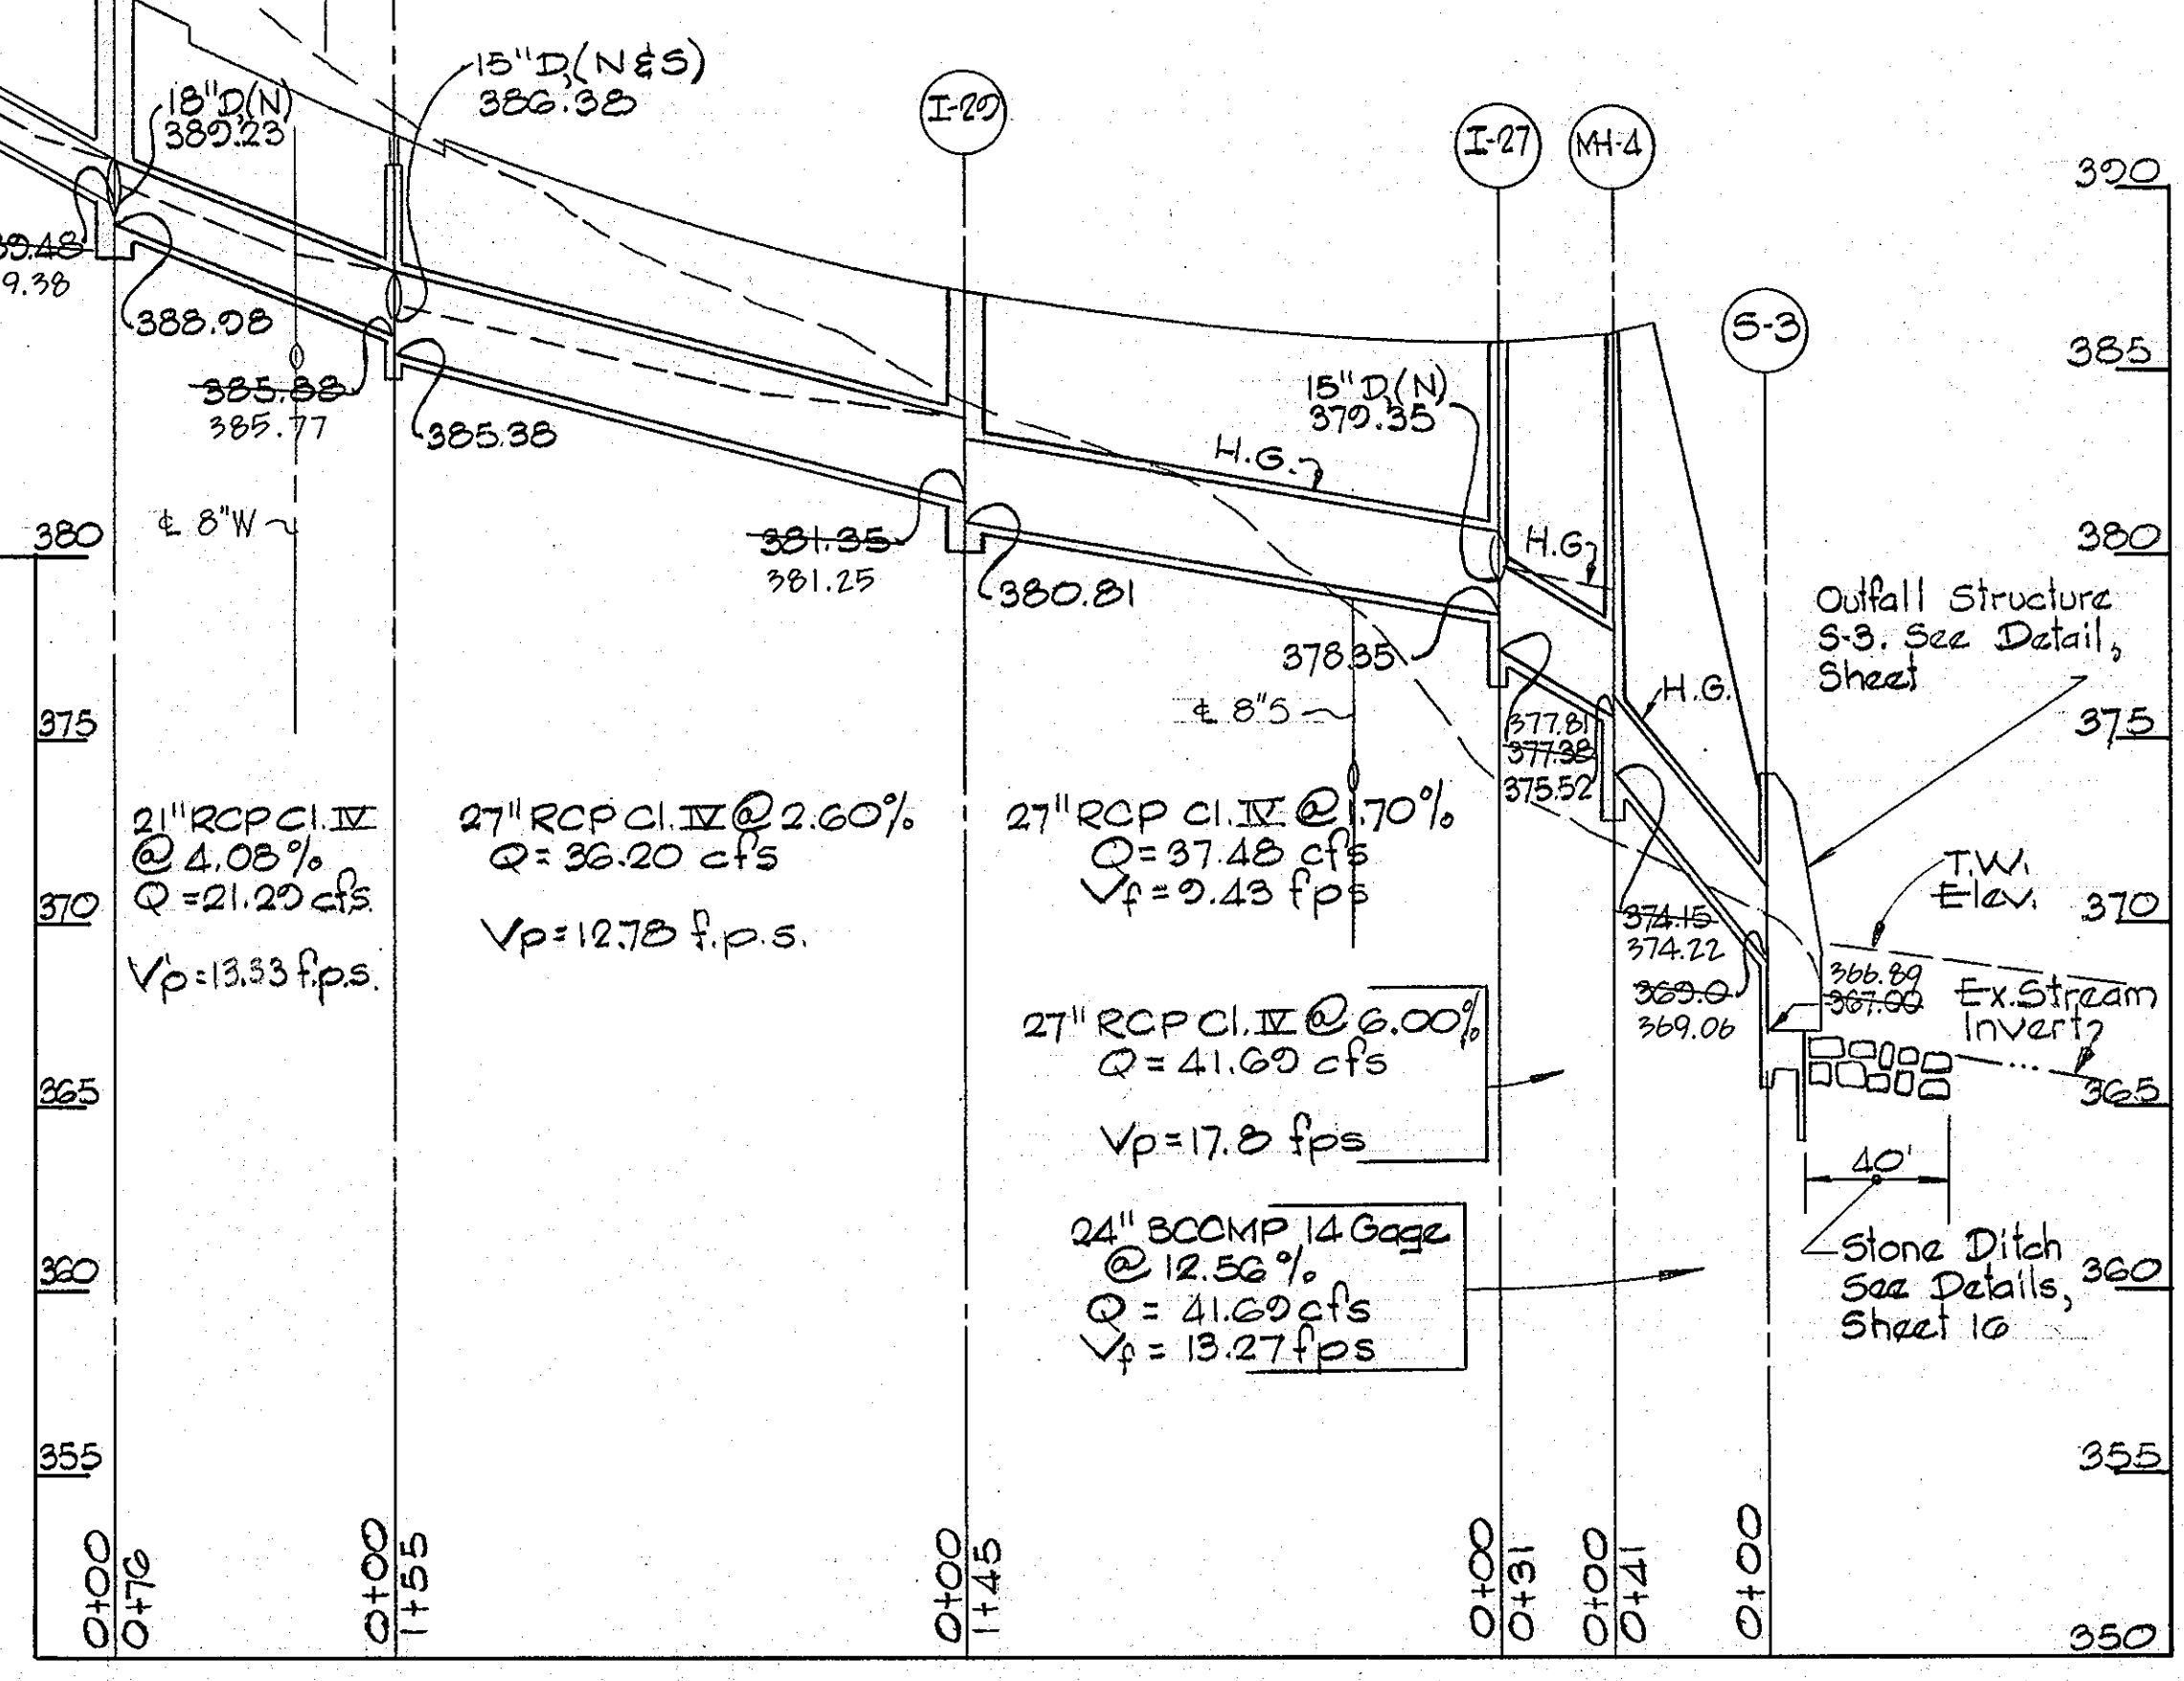 18"D,(N)
389.23
15"D,(N&S)
386.38
I-29
I-27
MH-4
S-3
390
385
380
375
370
365
360
355
350
380
375
370
365
360
355
9.38
388.98
385.88
385.77
385.38
℄ 8"W
381.35
381.25
380.81
H.G.
15"D,(N)
379.35
H.G.
378.35
℄ 8"S
377.81
377.38
375.52
H.G.
Outfall Structure
S-3. See Detail,
Sheet
21" RCP Cl. IV
@ 4.08%
Q = 21.29 cfs.
Vp = 13.33 f.p.s.
27" RCP Cl. IV @ 2.60%
Q = 36.20 cfs
Vp = 12.78 f.p.s.
27" RCP Cl. IV @ 1.70%
Q = 37.48 cfs
Vf = 9.43 fps
374.15
374.22
369.0
369.06
T.W.
Elev.
366.89
367.00
Ex. Stream
Invert
27" RCP Cl. IV @ 6.00%
Q = 41.69 cfs
Vp = 17.8 fps
24" BCCMP 14 Gage
@ 12.56%
Q = 41.69 cfs
Vf = 13.27 fps
40'
Stone Ditch
See Details,
Sheet 16
0+00
0+76
0+00
1+55
0+00
1+45
0+00
0+31
0+00
0+41
0+00